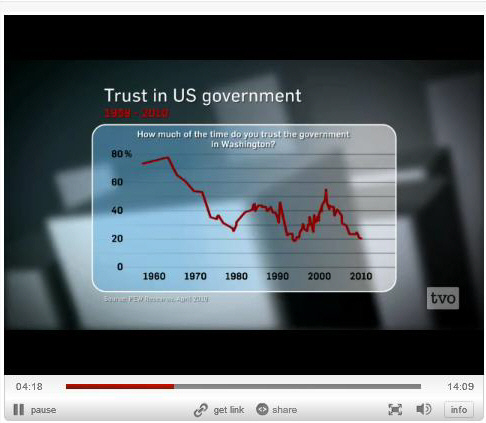 Trust in US government
1958 - 2010
How much of the time do you trust the government
in Washington?
80%
60
40
20
0
1960 1970 1980 1990 2000 2010
Source: PEW Research, April 2010
tvo
04:18 14:09
pause get link share info